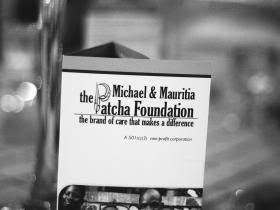 Michael & Mauritia
the Patcha Foundation
the brand of care that makes a difference
A 501(c)(3) non-profit corporation